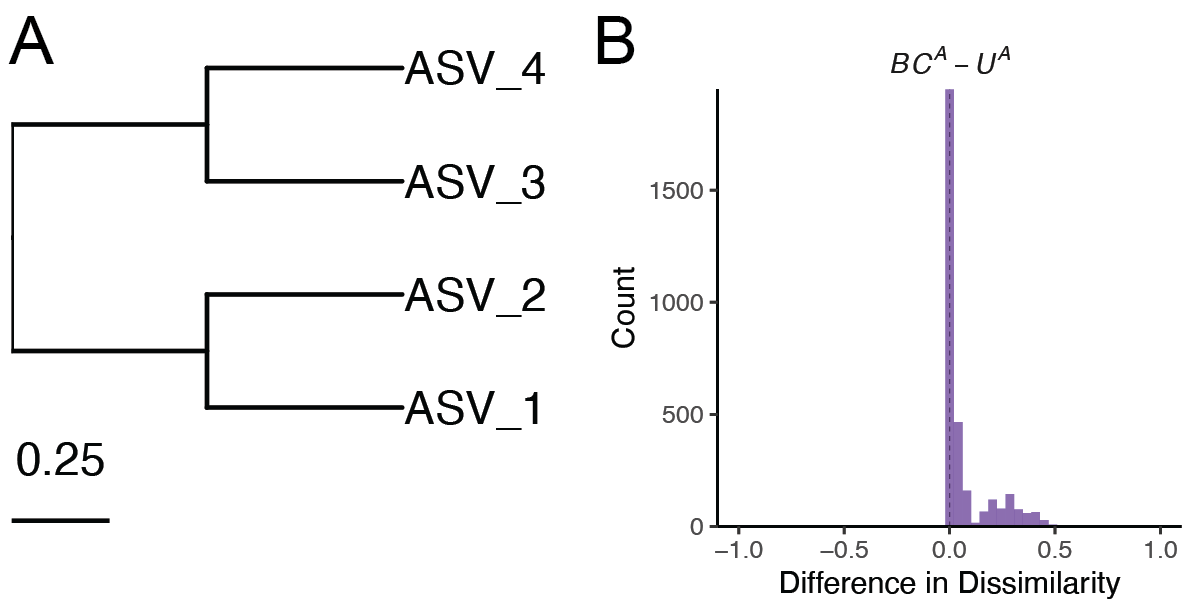 A
ASV_4
ASV_3
ASV_2
ASV_1
0.25
B
BC^A – U^A
Count
1500
1000
500
0
−1.0 −0.5 0.0 0.5 1.0
Difference in Dissimilarity